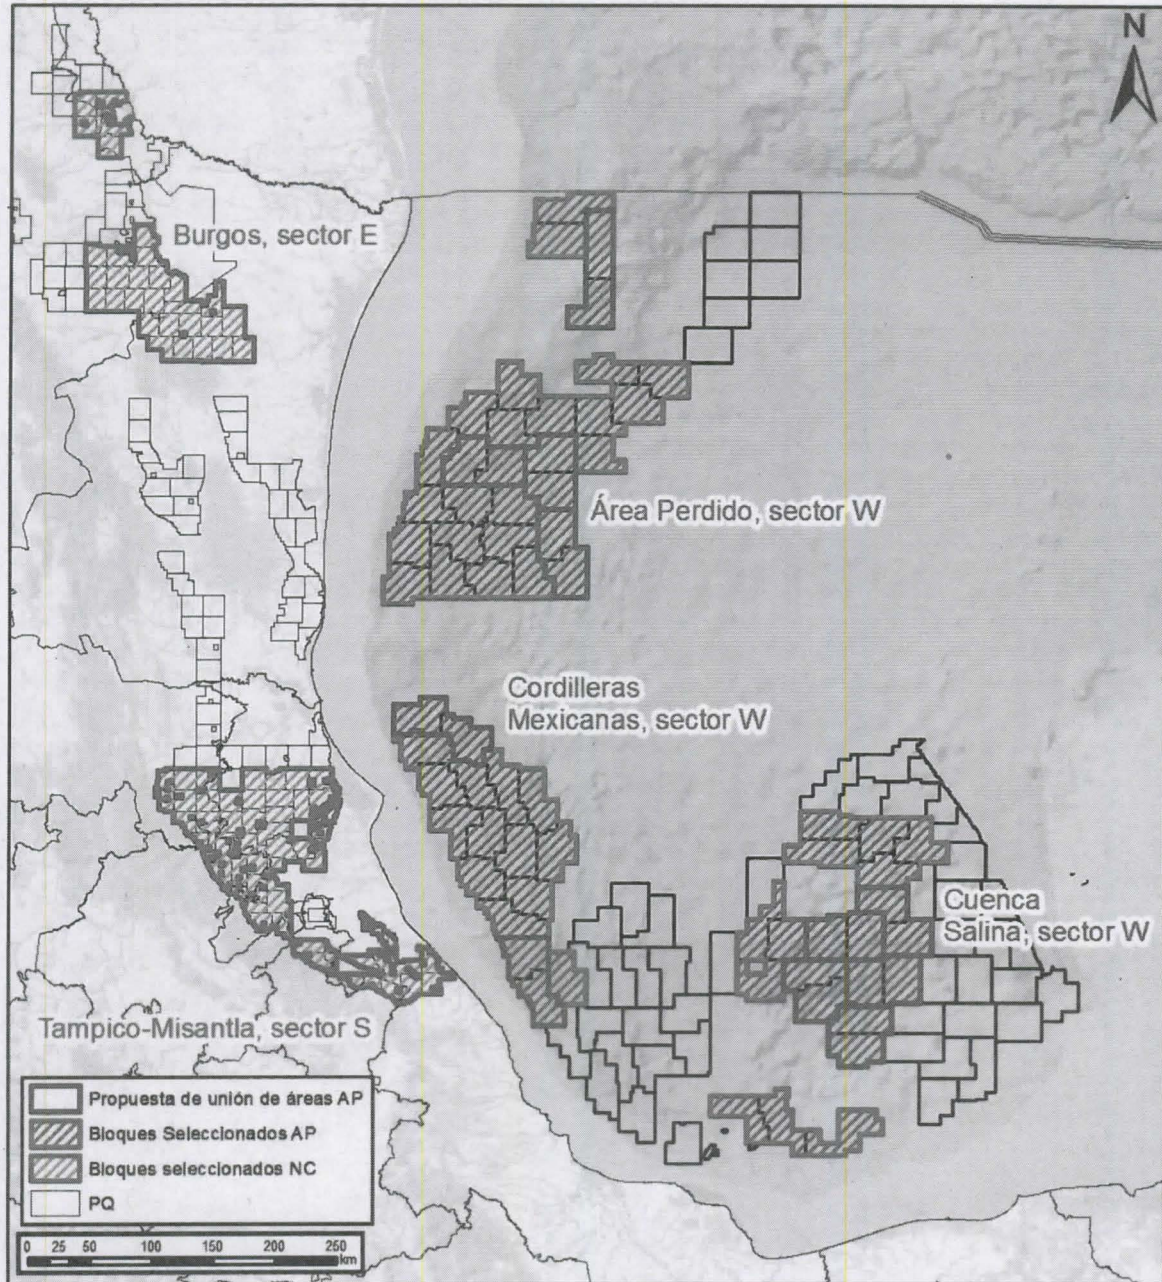 N
Burgos, sector E
Área Perdido, sector W
Cordilleras
Mexicanas, sector W
Cuenca
Salina, sector W
Tampico-Misantla, sector S
Propuesta de unión de áreas AP
Bloques Seleccionados AP
Bloques seleccionados NC
PQ
0 25 50 100 150 200 250
km